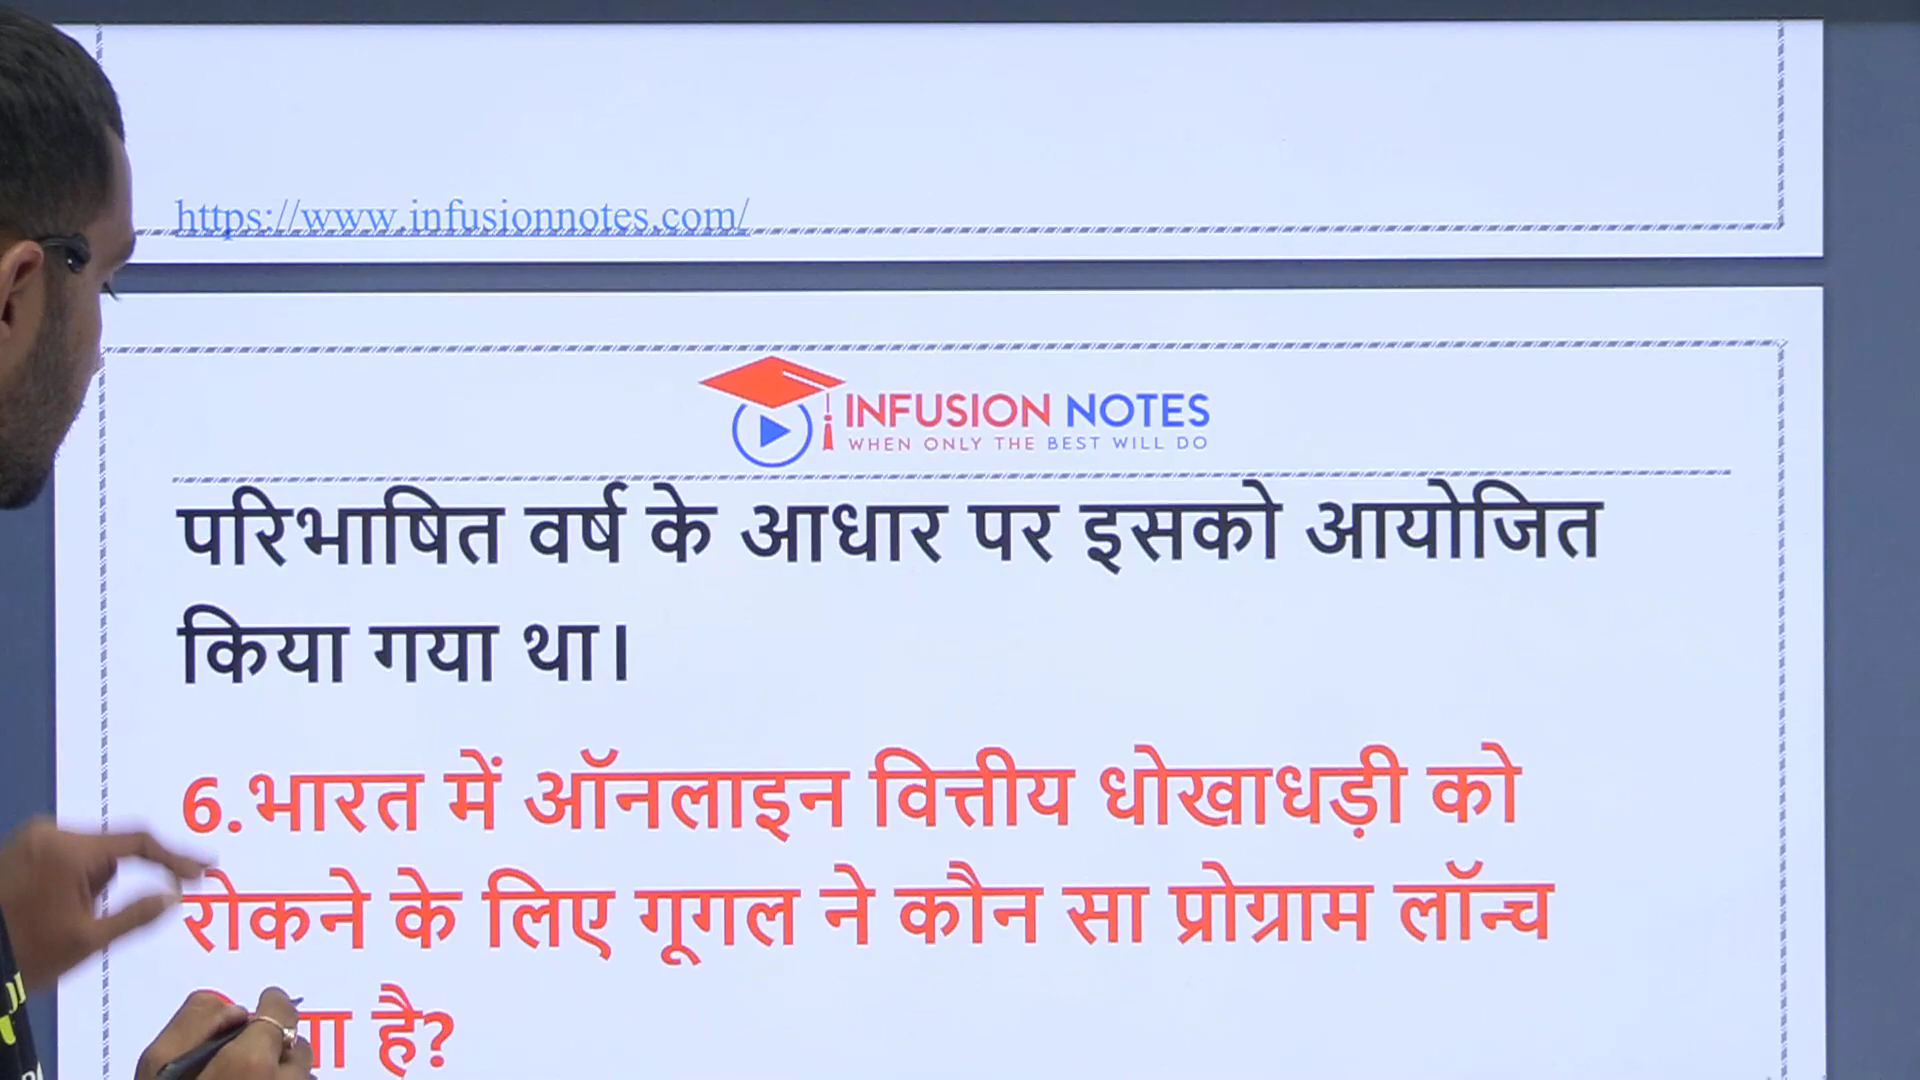 https://www.infusionnotes.com/
INFUSION NOTES
WHEN ONLY THE BEST WILL DO
परिभाषित वर्ष के आधार पर इसको आयोजित
किया गया था।
6.भारत में ऑनलाइन वित्तीय धोखाधड़ी को
रोकने के लिए गूगल ने कौन सा प्रोग्राम लॉन्च
है?